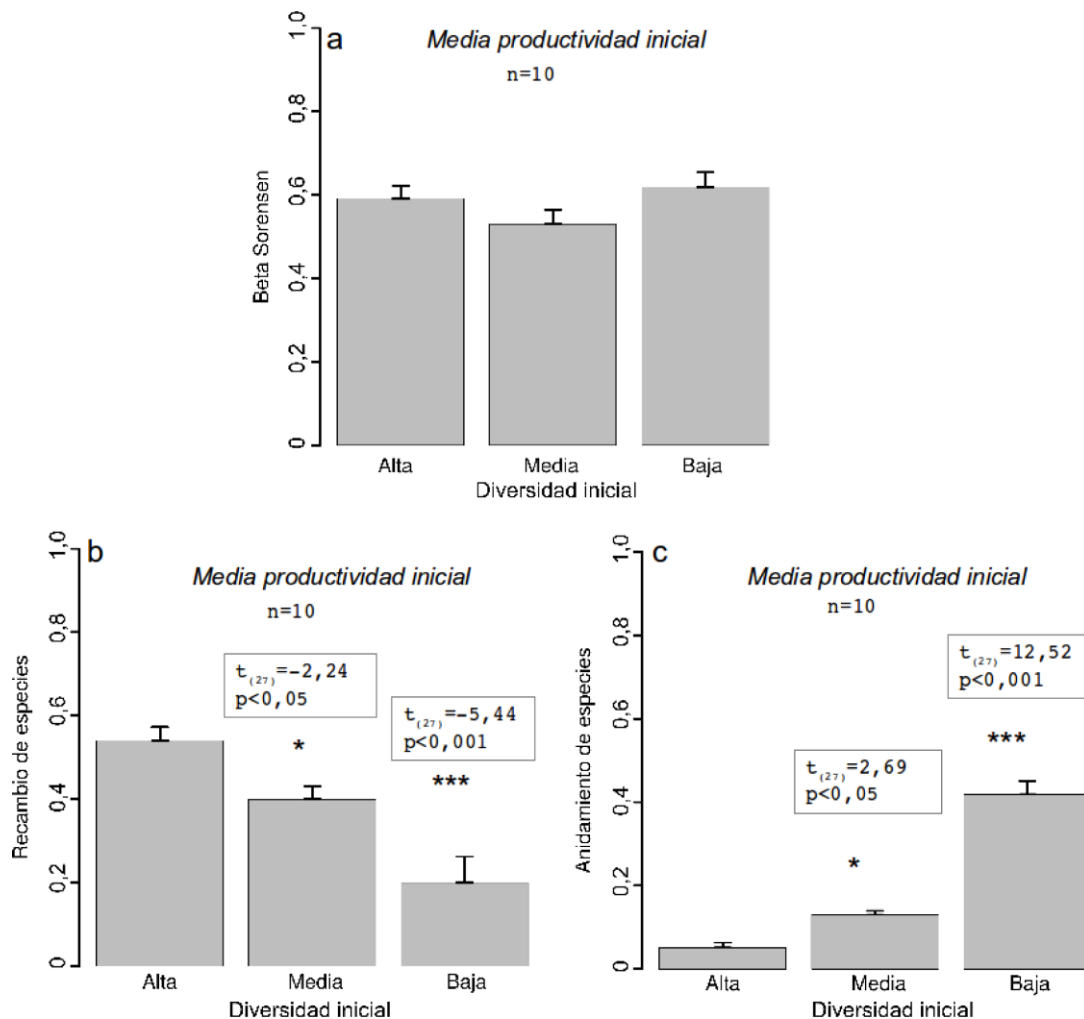 a
Media productividad inicial
n=10
Beta Sorensen
1,0
0,8
0,6
0,4
0,2
0
Alta Media Baja
Diversidad inicial
b
Media productividad inicial
n=10
t(27)=-2,24
p<0,05
*
t(27)=-5,44
p<0,001
***
Recambio de especies
1,0
0,8
0,6
0,4
0,2
0
Alta Media Baja
Diversidad inicial
c
Media productividad inicial
n=10
t(27)=12,52
p<0,001
***
t(27)=2,69
p<0,05
*
Anidamiento de especies
1,0
0,8
0,6
0,4
0,2
0
Alta Media Baja
Diversidad inicial